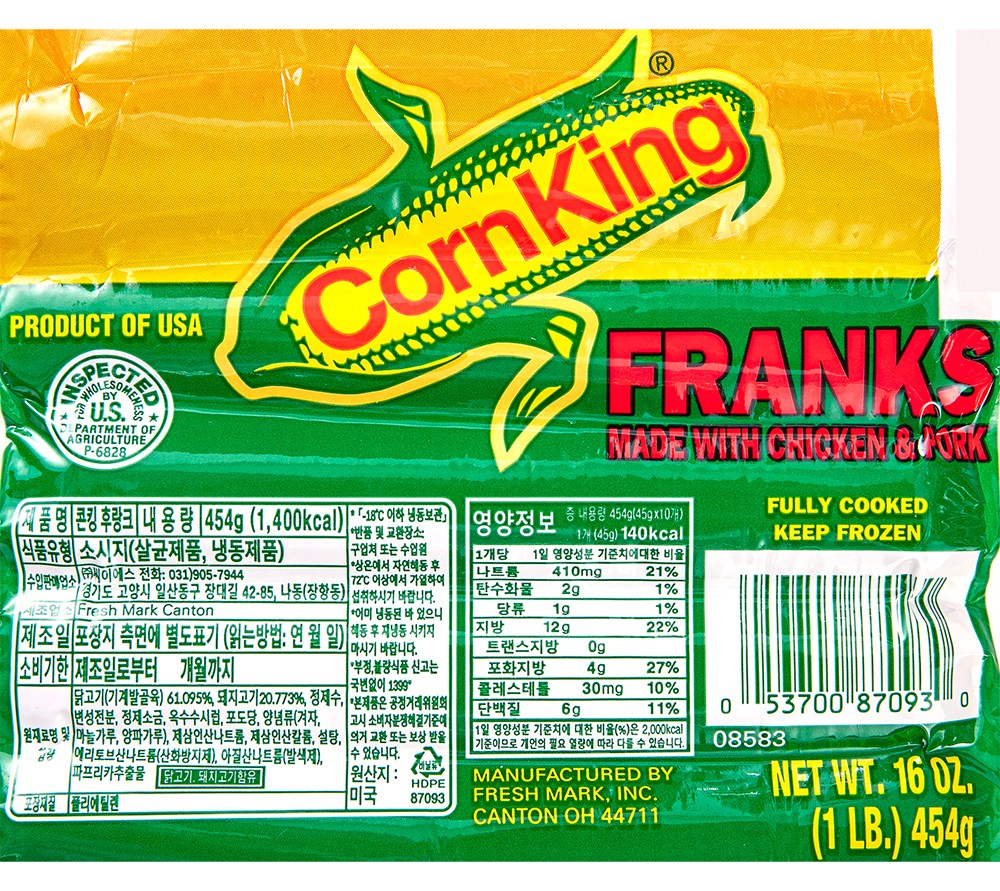 ®
CornKing
PRODUCT OF USA
FRANKS
MADE WITH CHICKEN & PORK
INSPECTED
FOR WHOLESOMENESS
BY
U.S.
DEPARTMENT OF
AGRICULTURE
P-6828
FULLY COOKED
KEEP FROZEN
제 품 명 콘킹 후랑크 내 용 량 454g (1,400kcal)
식품유형 소시지(살균제품, 냉동제품)
수입판매업소 ㈜제이에스 전화: 031)905-7944
경기도 고양시 일산동구 장대길 42-85, 나동(장항동)
제조업소 Fresh Mark Canton
제조일 포장지 측면에 별도표기 (읽는방법: 연 월 일)
소비기한 제조일로부터 개월까지
원재료명 및 함량
닭고기(기계발골육) 61.095%, 돼지고기20.773%, 정제수,
변성전분, 정제소금, 옥수수시럽, 포도당, 양념류(겨자,
마늘가루, 양파가루), 제삼인산나트륨, 제삼인산칼륨, 설탕,
에리토브산나트륨(산화방지제), 아질산나트륨(발색제),
파프리카추출물 닭고기, 돼지고기함유
포장재질 폴리에틸렌
*「-18℃ 이하 냉동보관」
*반품 및 교환장소:
구입처 또는 수입원
*상온에서 자연해동 후
72℃ 이상에서 가열하여
섭취하시기 바랍니다.
*이미 냉동된 바 있으니
해동 후 재냉동 시키지
마시기 바랍니다.
*부정,불량식품 신고는
국번없이 1399*
*본제품은 공정거래위원회
고시 소비자분쟁해결기준에
의거 교환 또는 보상 받을
수 있습니다.
원산지 :
미국
비닐류
HDPE
87093
영양정보 총 내용량 454g(45gx10개)
1개 (45g) 140kcal
1개당 1일 영양성분 기준치에대한 비율
나트륨 410mg 21%
탄수화물 2g 1%
당류 1g 1%
지방 12g 22%
트랜스지방 0g
포화지방 4g 27%
콜레스테롤 30mg 10%
단백질 6g 11%
1일 영양성분 기준치에 대한 비율(%)은 2,000kcal
기준이므로 개인의 필요 열량에 따라 다를 수 있습니다.
MANUFACTURED BY
FRESH MARK, INC.
CANTON OH 44711
0 53700 87093 0
08583
NET WT. 16 OZ.
(1 LB.) 454g